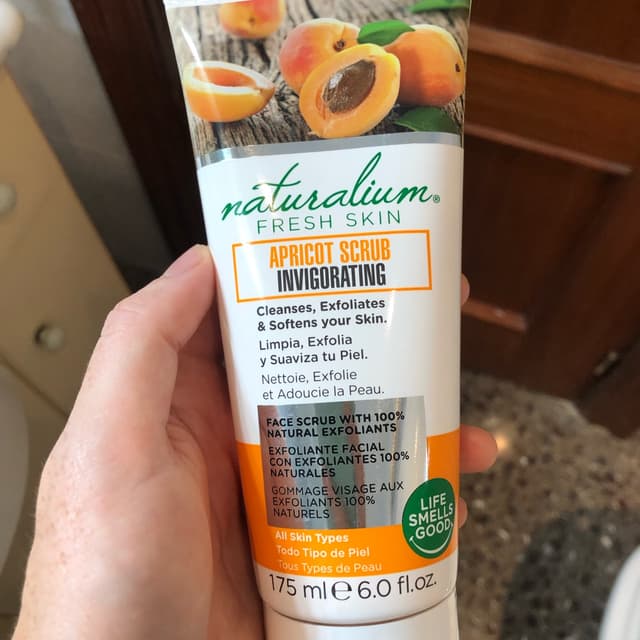 naturalium®
FRESH SKIN
APRICOT SCRUB
INVIGORATING
Cleanses, Exfoliates
& Softens your Skin.
Limpia, Exfolia
y Suaviza tu Piel.
Nettoie, Exfolie
et Adoucie la Peau.
FACE SCRUB WITH 100%
NATURAL EXFOLIANTS
EXFOLIANTE FACIAL
CON EXFOLIANTES 100%
NATURALES
GOMMAGE VISAGE AUX
EXFOLIANTS 100%
NATURELS
LIFE
SMELLS
GOOD
All Skin Types
Todo Tipo de Piel
Tous Types de Peau
175 ml e 6.0 fl.oz.